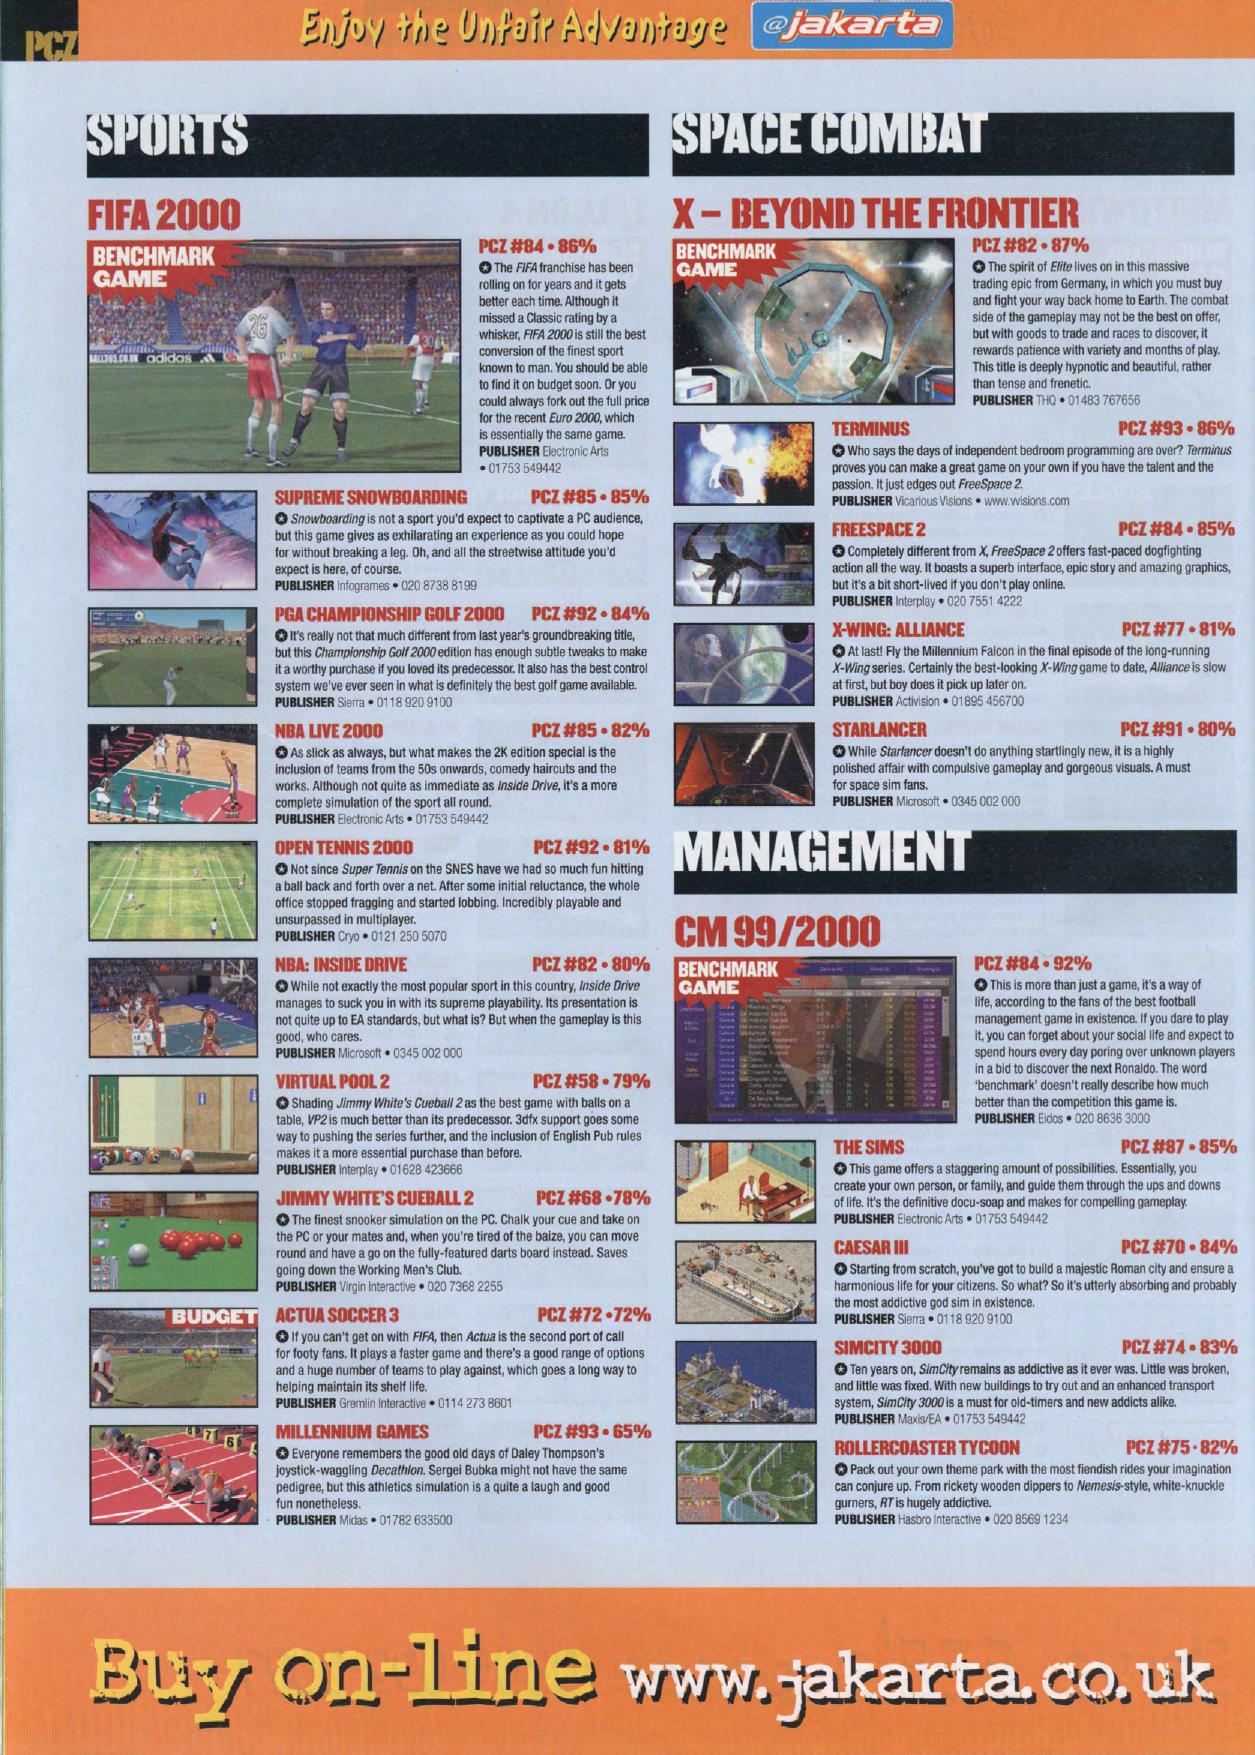 PCZ
Enjoy the Unfair Advantage
@jakarta
SPORTS
FIFA 2000
BENCHMARK
GAME
adidas
26
PCZ #84 • 86%
The FIFA franchise has been
rolling on for years and it gets
better each time. Although it
missed a Classic rating by a
whisker, FIFA 2000 is still the best
conversion of the finest sport
known to man. You should be able
to find it on budget soon. Or you
could always fork out the full price
for the recent Euro 2000, which
is essentially the same game.
PUBLISHER Electronic Arts
• 01753 549442
SUPREME SNOWBOARDING PCZ #85 • 85%
Snowboarding is not a sport you'd expect to captivate a PC audience,
but this game gives as exhilarating an experience as you could hope
for without breaking a leg. Oh, and all the streetwise attitude you'd
expect is here, of course.
PUBLISHER Infogrames • 020 8738 8199
PGA CHAMPIONSHIP GOLF 2000 PCZ #92 • 84%
It's really not that much different from last year's groundbreaking title,
but this Championship Golf 2000 edition has enough subtle tweaks to make
it a worthy purchase if you loved its predecessor. It also has the best control
system we've ever seen in what is definitely the best golf game available.
PUBLISHER Sierra • 0118 920 9100
NBA LIVE 2000 PCZ #85 • 82%
As slick as always, but what makes the 2K edition special is the
inclusion of teams from the 50s onwards, comedy haircuts and the
works. Although not quite as immediate as Inside Drive, it's a more
complete simulation of the sport all round.
PUBLISHER Electronic Arts • 01753 549442
OPEN TENNIS 2000 PCZ #92 • 81%
Not since Super Tennis on the SNES have we had so much fun hitting
a ball back and forth over a net. After some initial reluctance, the whole
office stopped fragging and started lobbing. Incredibly playable and
unsurpassed in multiplayer.
PUBLISHER Cryo • 0121 250 5070
NBA: INSIDE DRIVE PCZ #82 • 80%
While not exactly the most popular sport in this country, Inside Drive
manages to suck you in with its supreme playability. Its presentation is
not quite up to EA standards, but what is? But when the gameplay is this
good, who cares.
PUBLISHER Microsoft • 0345 002 000
VIRTUAL POOL 2 PCZ #58 • 79%
Shading Jimmy White's Cueball 2 as the best game with balls on a
table, VP2 is much better than its predecessor. 3dfx support goes some
way to pushing the series further, and the inclusion of English Pub rules
makes it a more essential purchase than before.
PUBLISHER Interplay • 01628 423666
JIMMY WHITE'S CUEBALL 2 PCZ #68 • 78%
The finest snooker simulation on the PC. Chalk your cue and take on
the PC or your mates and, when you're tired of the baize, you can move
round and have a go on the fully-featured darts board instead. Saves
going down the Working Men's Club.
PUBLISHER Virgin Interactive • 020 7368 2255
BUDGET
ACTUA SOCCER 3 PCZ #72 • 72%
If you can't get on with FIFA, then Actua is the second port of call
for footy fans. It plays a faster game and there's a good range of options
and a huge number of teams to play against, which goes a long way to
helping maintain its shelf life.
PUBLISHER Gremlin Interactive • 0114 273 8601
MILLENNIUM GAMES PCZ #93 • 65%
Everyone remembers the good old days of Daley Thompson's
joystick-waggling Decathlon. Sergei Bubka might not have the same
pedigree, but this athletics simulation is a quite a laugh and good
fun nonetheless.
PUBLISHER Midas • 01782 633500
SPACE COMBAT
X – BEYOND THE FRONTIER
BENCHMARK
GAME
PCZ #82 • 87%
The spirit of Elite lives on in this massive
trading epic from Germany, in which you must buy
and fight your way back home to Earth. The combat
side of the gameplay may not be the best on offer,
but with goods to trade and races to discover, it
rewards patience with variety and months of play.
This title is deeply hypnotic and beautiful, rather
than tense and frenetic.
PUBLISHER THQ • 01483 767656
TERMINUS PCZ #93 • 86%
Who says the days of independent bedroom programming are over? Terminus
proves you can make a great game on your own if you have the talent and the
passion. It just edges out FreeSpace 2.
PUBLISHER Vicarious Visions • www.vvisions.com
FREESPACE 2 PCZ #84 • 85%
Completely different from X, FreeSpace 2 offers fast-paced dogfighting
action all the way. It boasts a superb interface, epic story and amazing graphics,
but it's a bit short-lived if you don't play online.
PUBLISHER Interplay • 020 7551 4222
X-WING: ALLIANCE PCZ #77 • 81%
At last! Fly the Millennium Falcon in the final episode of the long-running
X-Wing series. Certainly the best-looking X-Wing game to date, Alliance is slow
at first, but boy does it pick up later on.
PUBLISHER Activision • 01895 456700
STARLANCER PCZ #91 • 80%
While Starlancer doesn't do anything startlingly new, it is a highly
polished affair with compulsive gameplay and gorgeous visuals. A must
for space sim fans.
PUBLISHER Microsoft • 0345 002 000
MANAGEMENT
CM 99/2000
BENCHMARK
GAME
PCZ #84 • 92%
This is more than just a game, it's a way of
life, according to the fans of the best football
management game in existence. If you dare to play
it, you can forget about your social life and expect to
spend hours every day poring over unknown players
in a bid to discover the next Ronaldo. The word
'benchmark' doesn't really describe how much
better than the competition this game is.
PUBLISHER Eidos • 020 8636 3000
THE SIMS PCZ #87 • 85%
This game offers a staggering amount of possibilities. Essentially, you
create your own person, or family, and guide them through the ups and downs
of life. It's the definitive docu-soap and makes for compelling gameplay.
PUBLISHER Electronic Arts • 01753 549442
CAESAR III PCZ #70 • 84%
Starting from scratch, you've got to build a majestic Roman city and ensure a
harmonious life for your citizens. So what? So it's utterly absorbing and probably
the most addictive god sim in existence.
PUBLISHER Sierra • 0118 920 9100
SIMCITY 3000 PCZ #74 • 83%
Ten years on, SimCity remains as addictive as it ever was. Little was broken,
and little was fixed. With new buildings to try out and an enhanced transport
system, SimCity 3000 is a must for old-timers and new addicts alike.
PUBLISHER Maxis/EA • 01753 549442
ROLLERCOASTER TYCOON PCZ #75 • 82%
Pack out your own theme park with the most fiendish rides your imagination
can conjure up. From rickety wooden dippers to Nemesis-style, white-knuckle
gurners, RT is hugely addictive.
PUBLISHER Hasbro Interactive • 020 8569 1234
Buy on-line www.jakarta.co.uk